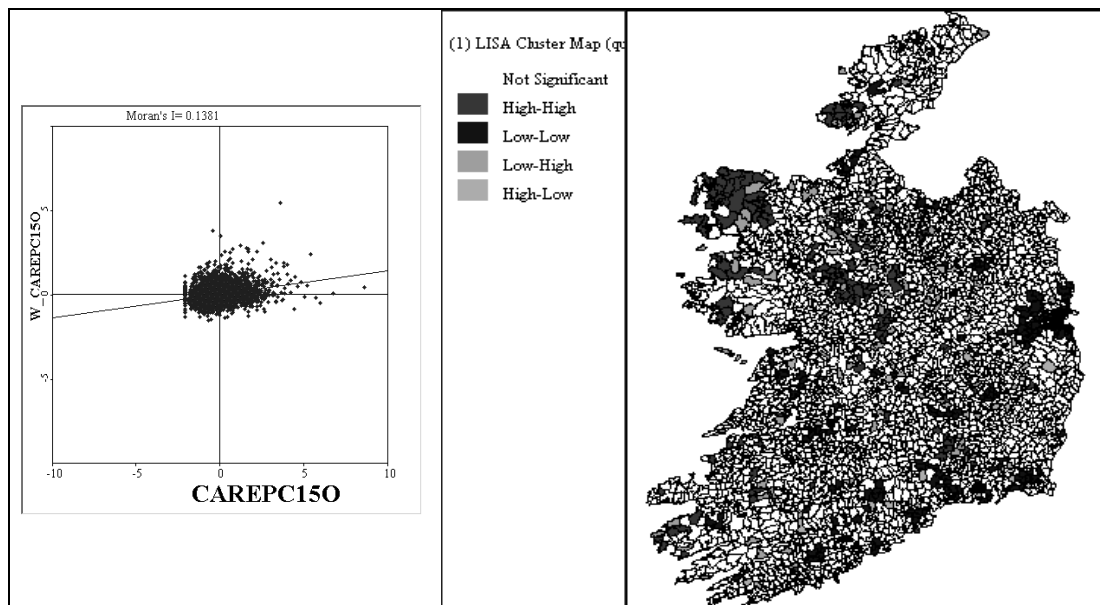 Moran's I= 0.1381
W_CAREPC15O
5
0
-5
-10
-5
0
5
10
CAREPC15O
(1) LISA Cluster Map (qu
Not Significant
High-High
Low-Low
Low-High
High-Low